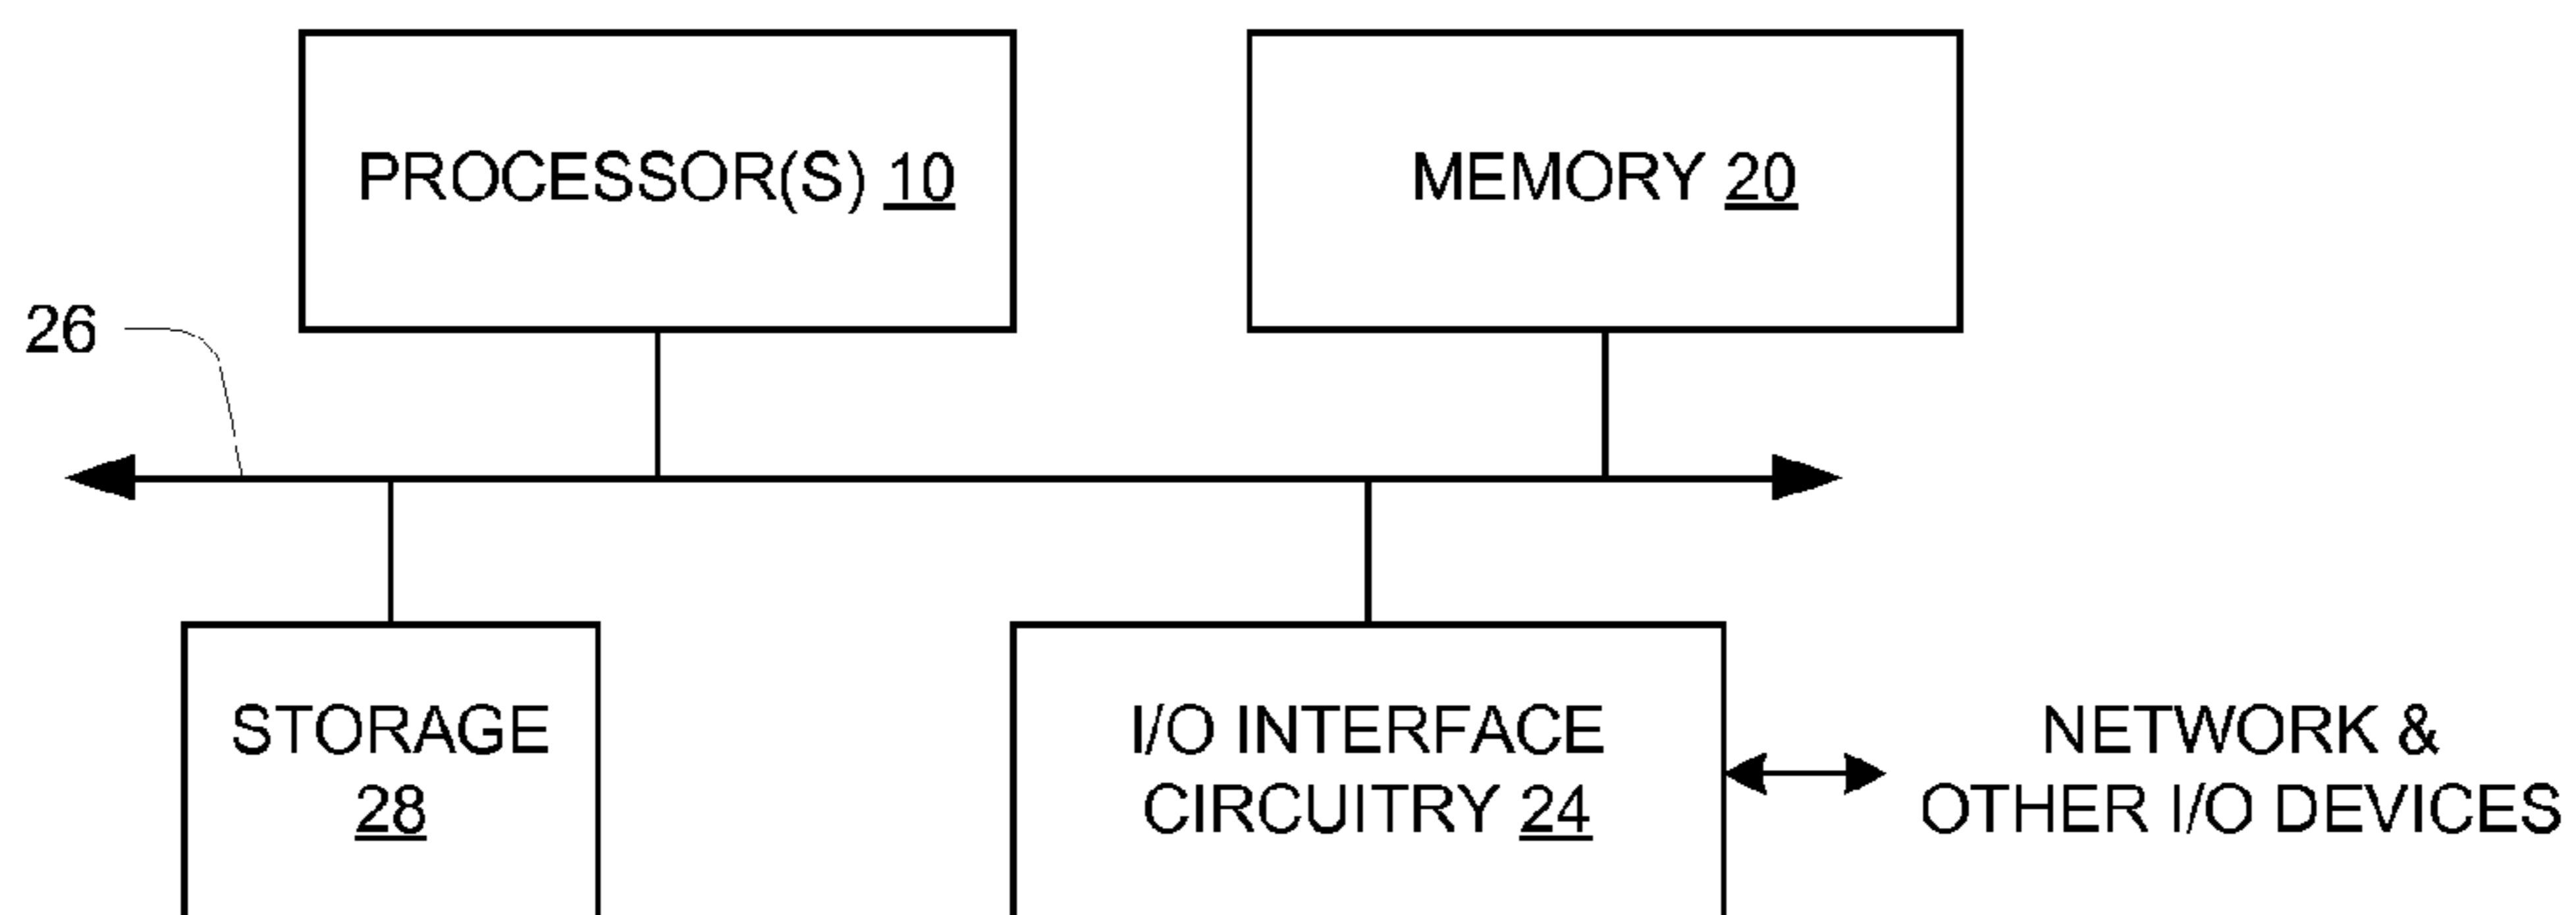 PROCESSOR(S) 10
MEMORY 20
26
STORAGE
28
I/O INTERFACE
CIRCUITRY 24
NETWORK &
OTHER I/O DEVICES